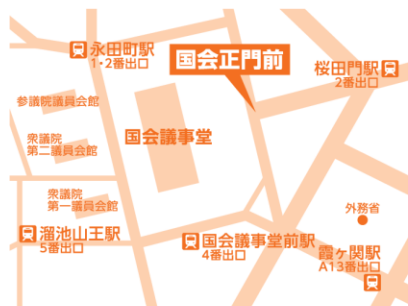 永田町駅
1・2番出口
国会正門前
桜田門駅
2番出口
参議院議員会館
国会議事堂
衆議院
第二議員会館
衆議院
第一議員会館
外務省
溜池山王駅
5番出口
国会議事堂前駅
4番出口
霞ヶ関駅
A13番出口